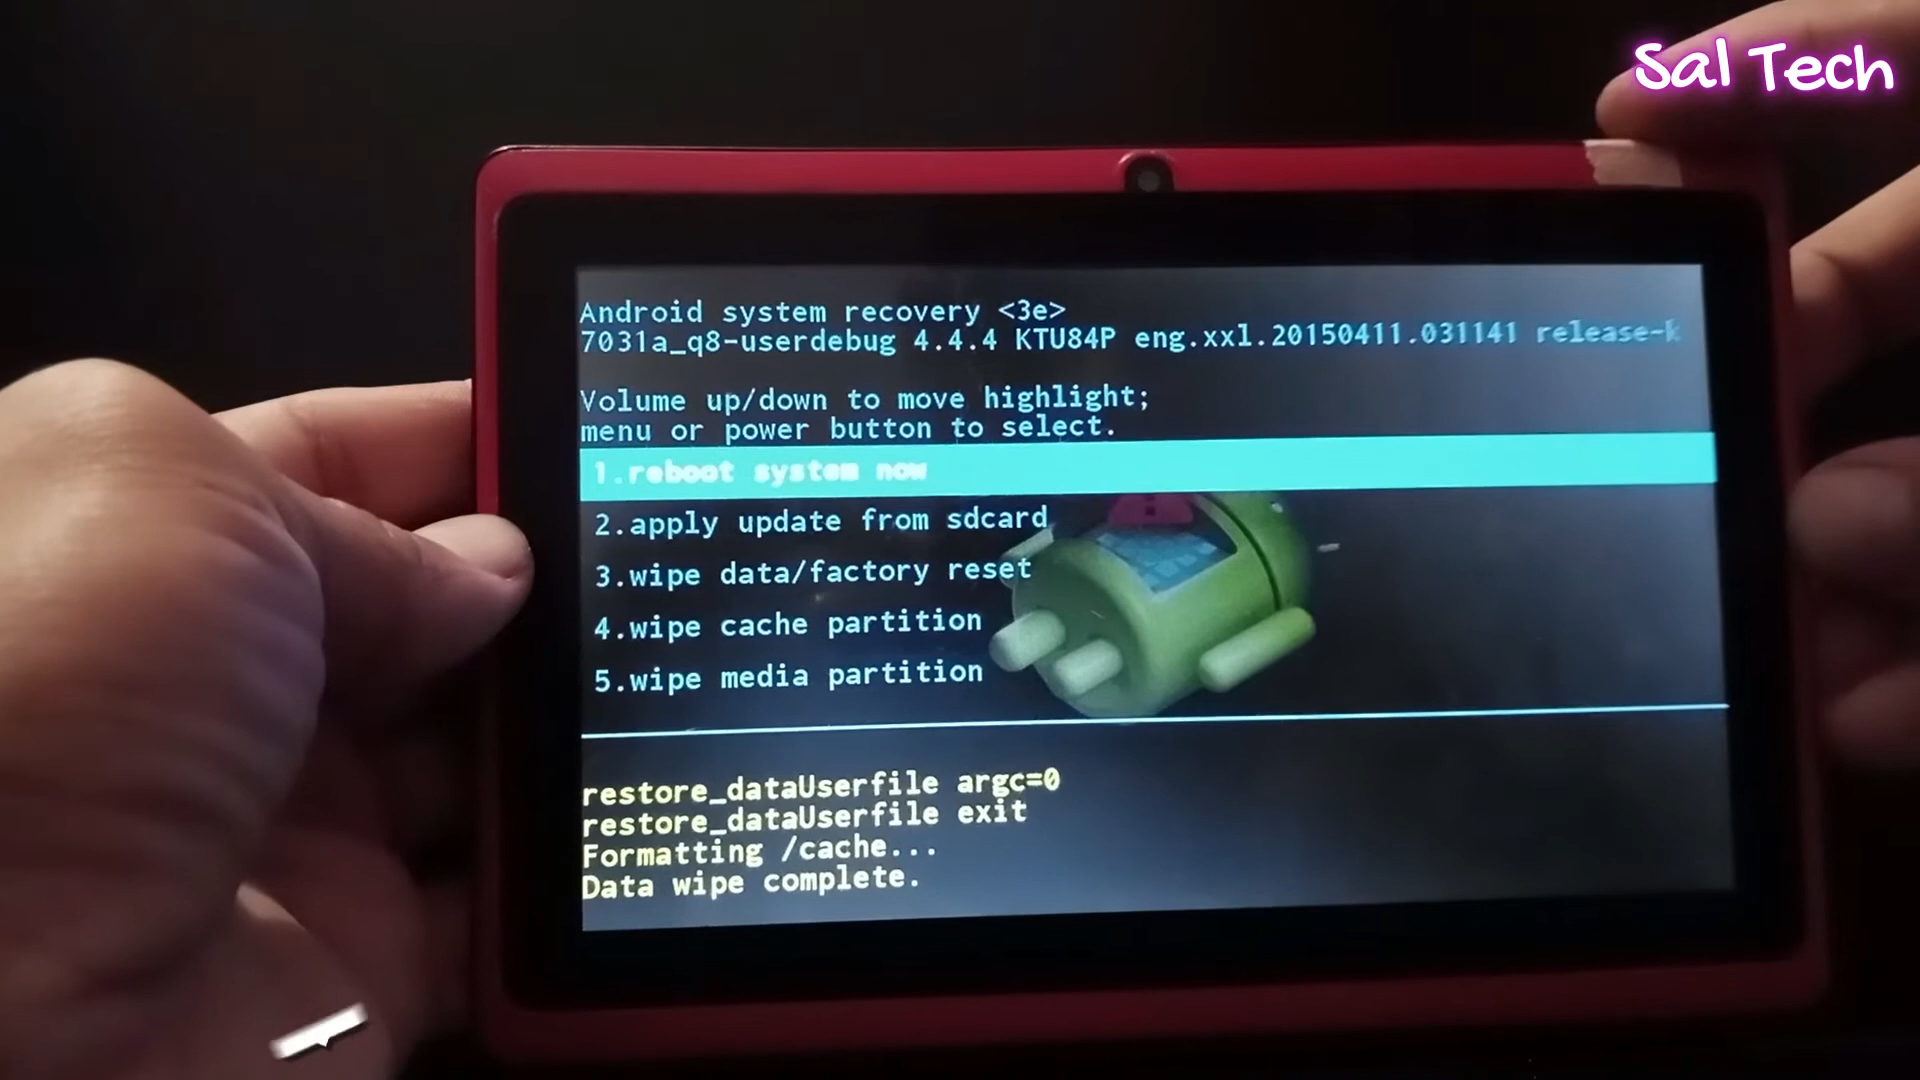 Sal Tech
Android system recovery <3e>
7031a_q8-userdebug 4.4.4 KTU84P eng.xxl.20150411.031141 release-k
Volume up/down to move highlight;
menu or power button to select.
1.reboot system now
2.apply update from sdcard
3.wipe data/factory reset
4.wipe cache partition
5.wipe media partition
restore_dataUserfile argc=0
restore_dataUserfile exit
Formatting /cache...
Data wipe complete.